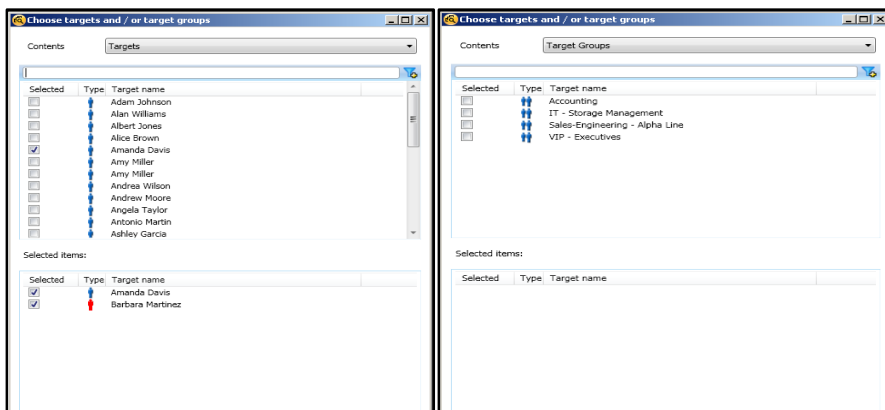 Choose targets and / or target groups
Contents Targets
Selected Type Target name
Adam Johnson
Alan Williams
Albert Jones
Alice Brown
Amanda Davis
Amy Miller
Amy Miller
Andrea Wilson
Andrew Moore
Angela Taylor
Antonio Martin
Ashley Garcia
Selected items:
Selected Type Target name
Amanda Davis
Barbara Martinez
Choose targets and / or target groups
Contents Target Groups
Selected Type Target name
Accounting
IT - Storage Management
Sales-Engineering - Alpha Line
VIP - Executives
Selected items:
Selected Type Target name